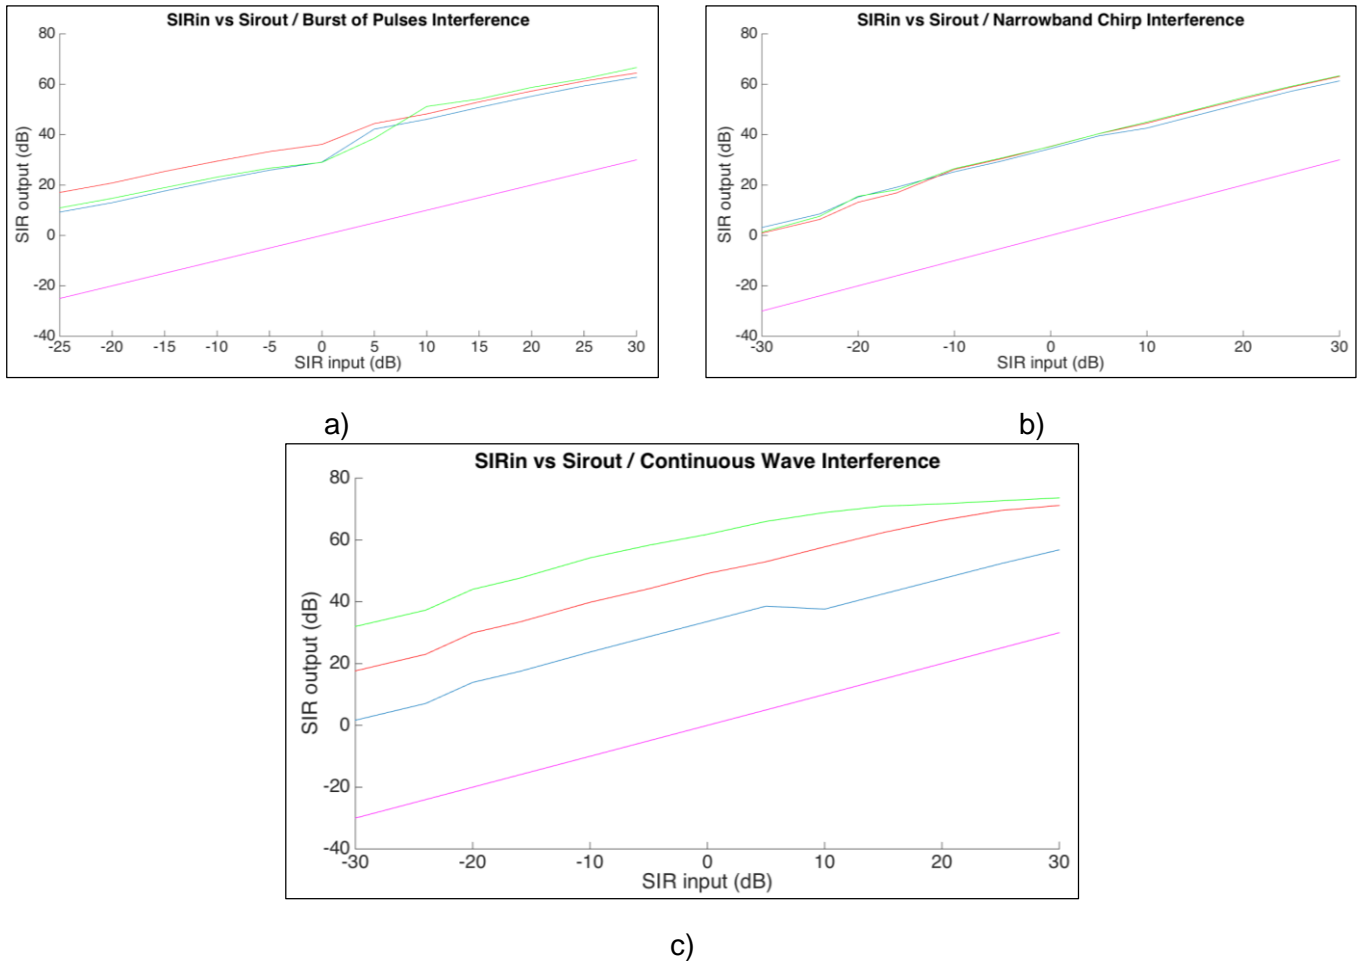 SIRin vs Sirout / Burst of Pulses Interference
80
60
40
20
0
-20
-40
SIR output (dB)
-25 -20 -15 -10 -5 0 5 10 15 20 25 30
SIR input (dB)
a)
SIRin vs Sirout / Narrowband Chirp Interference
80
60
40
20
0
-20
-40
SIR output (dB)
-30 -20 -10 0 10 20 30
SIR input (dB)
b)
SIRin vs Sirout / Continuous Wave Interference
80
60
40
20
0
-20
-40
SIR output (dB)
-30 -20 -10 0 10 20 30
SIR input (dB)
c)